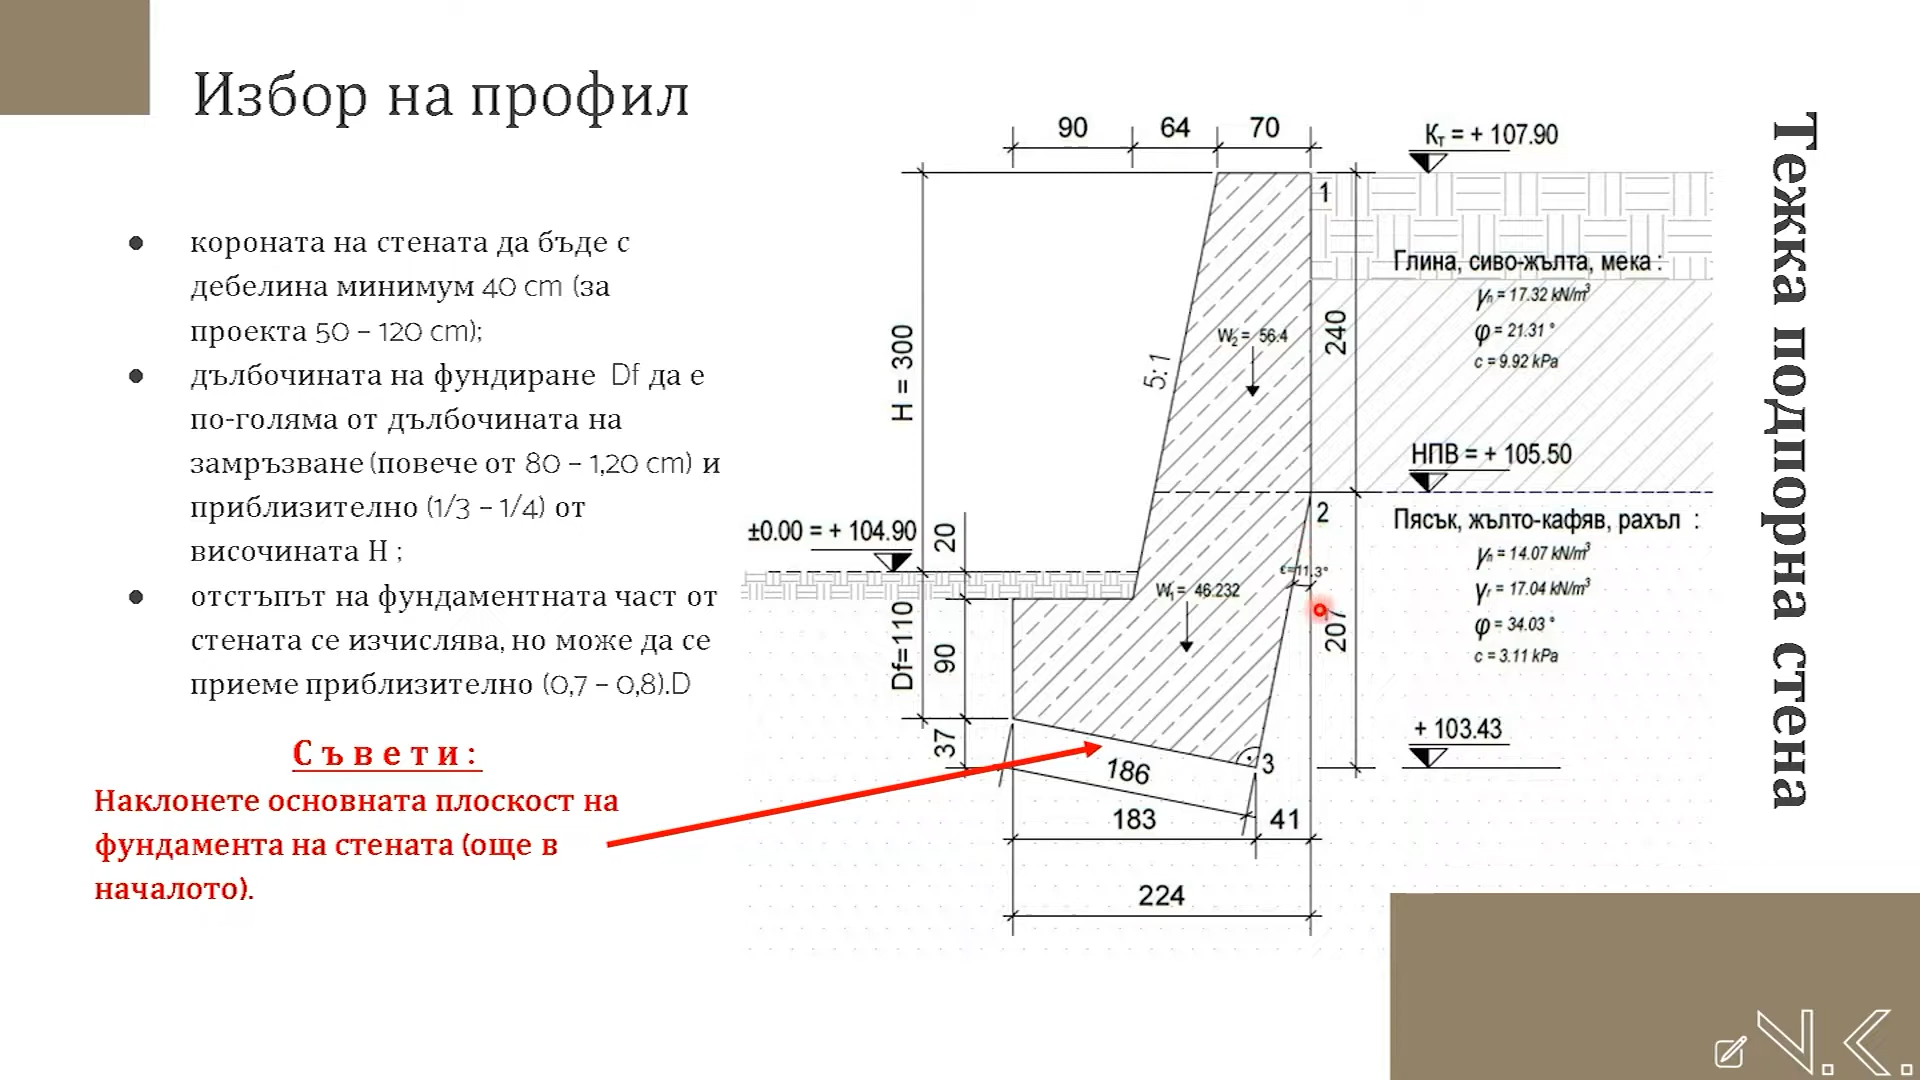 Избор на профил
● короната на стената да бъде с
дебелина минимум 40 cm (за
проекта 50 – 120 cm);
● дълбочината на фундиране Df да е
по-голяма от дълбочината на
замръзване (повече от 80 – 1,20 cm) и
приблизително (1/3 – 1/4) от
височината H ;
● отстъпът на фундаментната част от
стената се изчислява, но може да се
приеме приблизително (0,7 – 0,8).D
Съвети:
Наклонете основната плоскост на
фундамента на стената (още в
началото).
90 64 70
Kт = + 107.90
1
Глина, сиво-жълта, мека :
γn = 17.32 kN/m³
φ = 21.31 °
c = 9.92 kPa
H = 300
5:1
W2 = 56.4
240
НПВ = + 105.50
2
Пясък, жълто-кафяв, рахъл :
γn = 14.07 kN/m³
γr = 17.04 kN/m³
φ = 34.03 °
c = 3.11 kPa
±0.00 = + 104.90
20
ε=11.3°
W1 = 46.232
207
Df=110
90
37
+ 103.43
3
186
183 41
224
Тежка подпорна стена
V.K.